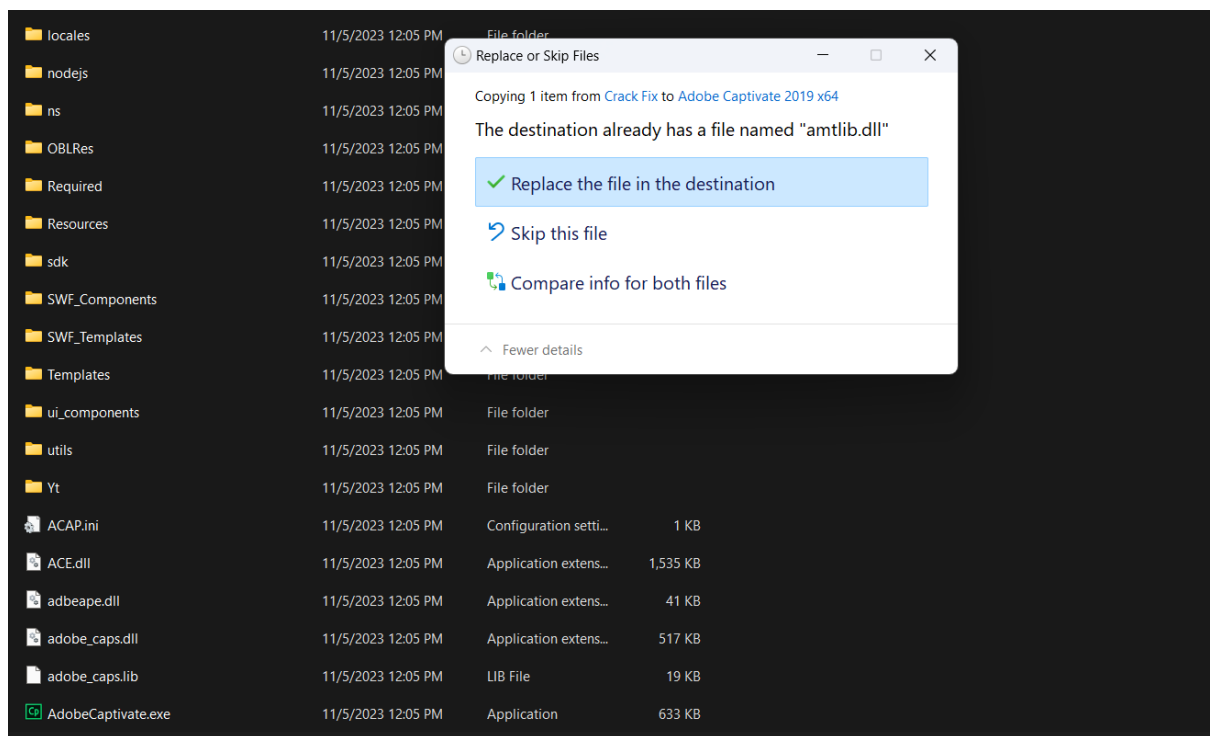 locales 11/5/2023 12:05 PM File folder
Replace or Skip Files
nodejs 11/5/2023 12:05 PM
Copying 1 item from Crack Fix to Adobe Captivate 2019 x64
ns 11/5/2023 12:05 PM
The destination already has a file named "amtlib.dll"
OBLRes 11/5/2023 12:05 PM
Required 11/5/2023 12:05 PM
Replace the file in the destination
Resources 11/5/2023 12:05 PM
Skip this file
sdk 11/5/2023 12:05 PM
Compare info for both files
SWF_Components 11/5/2023 12:05 PM
SWF_Templates 11/5/2023 12:05 PM
Fewer details
Templates 11/5/2023 12:05 PM File folder
ui_components 11/5/2023 12:05 PM File folder
utils 11/5/2023 12:05 PM File folder
Yt 11/5/2023 12:05 PM File folder
ACAP.ini 11/5/2023 12:05 PM Configuration setti... 1 KB
ACE.dll 11/5/2023 12:05 PM Application extens... 1,535 KB
adbeape.dll 11/5/2023 12:05 PM Application extens... 41 KB
adobe_caps.dll 11/5/2023 12:05 PM Application extens... 517 KB
adobe_caps.lib 11/5/2023 12:05 PM LIB File 19 KB
Cp AdobeCaptivate.exe 11/5/2023 12:05 PM Application 633 KB